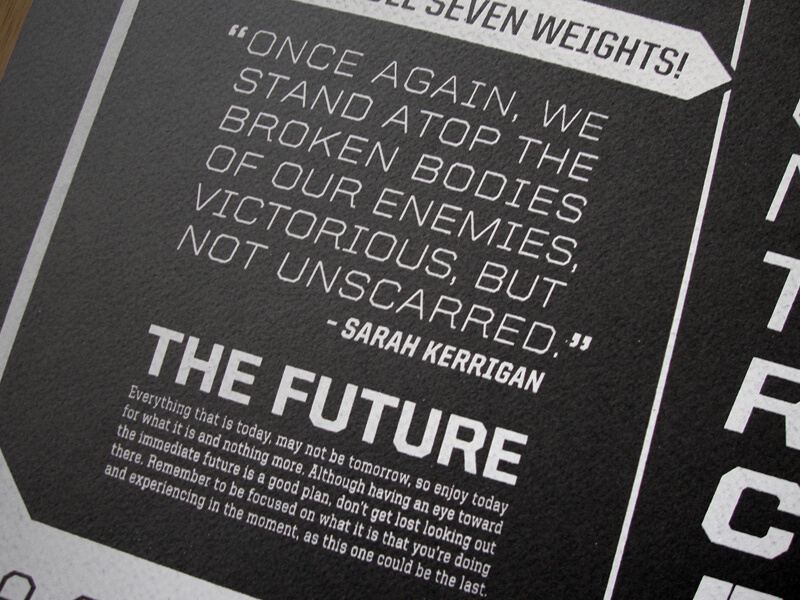 SEVEN WEIGHTS!
“ONCE AGAIN, WE
STAND ATOP THE
BROKEN BODIES
OF OUR ENEMIES,
VICTORIOUS, BUT
NOT UNSCARRED.”
- SARAH KERRIGAN
THE FUTURE
Everything that is today, may not be tomorrow, so enjoy today
for what it is and nothing more. Although having an eye toward
the immediate future is a good plan, don't get lost looking out
there. Remember to be focused on what it is that you're doing
and experiencing in the moment, as this one could be the last.
T
R
C